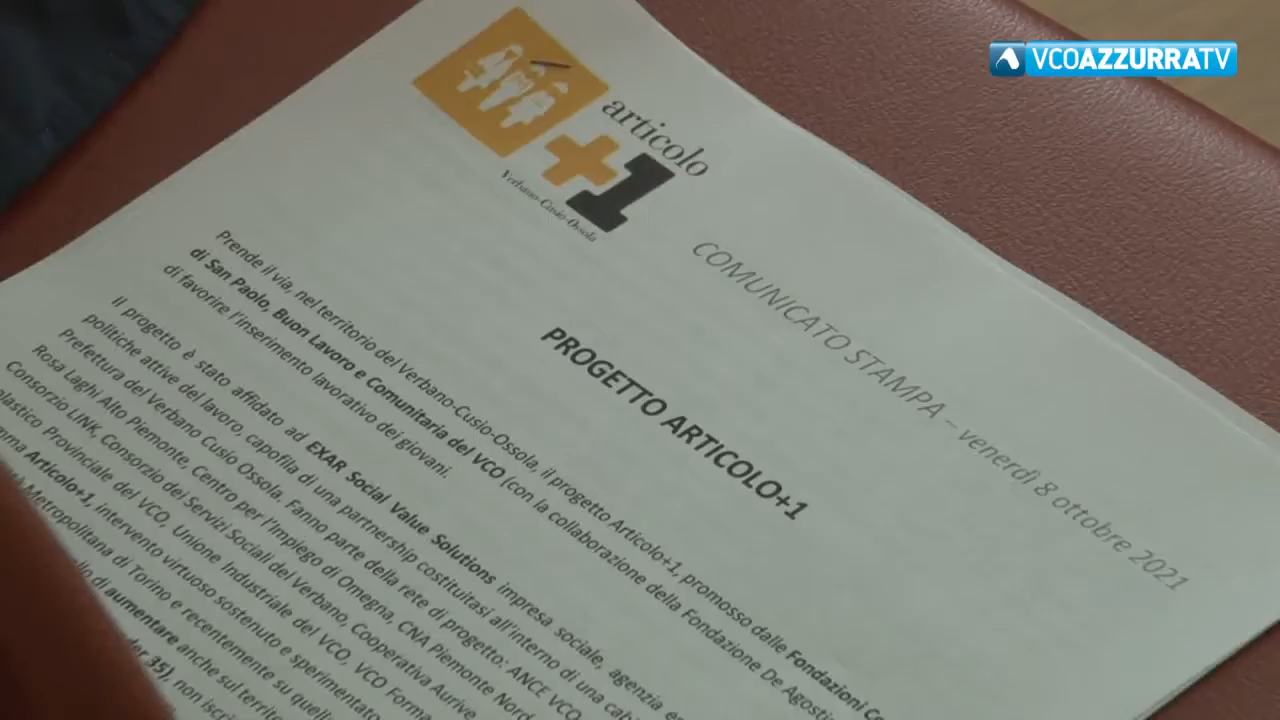 VCOAZZURRATV
articolo
+1
Verbano-Cusio-Ossola
COMUNICATO STAMPA – venerdì 8 ottobre 2021
PROGETTO ARTICOLO+1
Prende il via, nel territorio del Verbano-Cusio-Ossola, il progetto Articolo+1, promosso dalle Fondazioni
di San Paolo, Buon Lavoro e Comunitaria del VCO (con la collaborazione della Fondazione De
di favorire l'inserimento lavorativo dei giovani.
Il progetto è stato affidato ad EXAR Social Value Solutions impresa sociale, agenzia
politiche attive del lavoro, capofila di una partnership costituitasi all'interno di una
Prefettura del Verbano Cusio Ossola. Fanno parte della rete di progetto: ANCE VCO
Rosa Laghi Alto Piemonte, Centro per l'Impiego di Omegna, CNA Piemonte Nord
Consorzio LINK, Consorzio dei Servizi Sociali del Verbano, Cooperativa Aurive
Provinciale del VCO, Unione Industriale del VCO, VCO
Articolo+1, intervento virtuoso sostenuto e sperimentato
Metropolitana di Torino e recentemente su
di aumentare anche sul
35), non